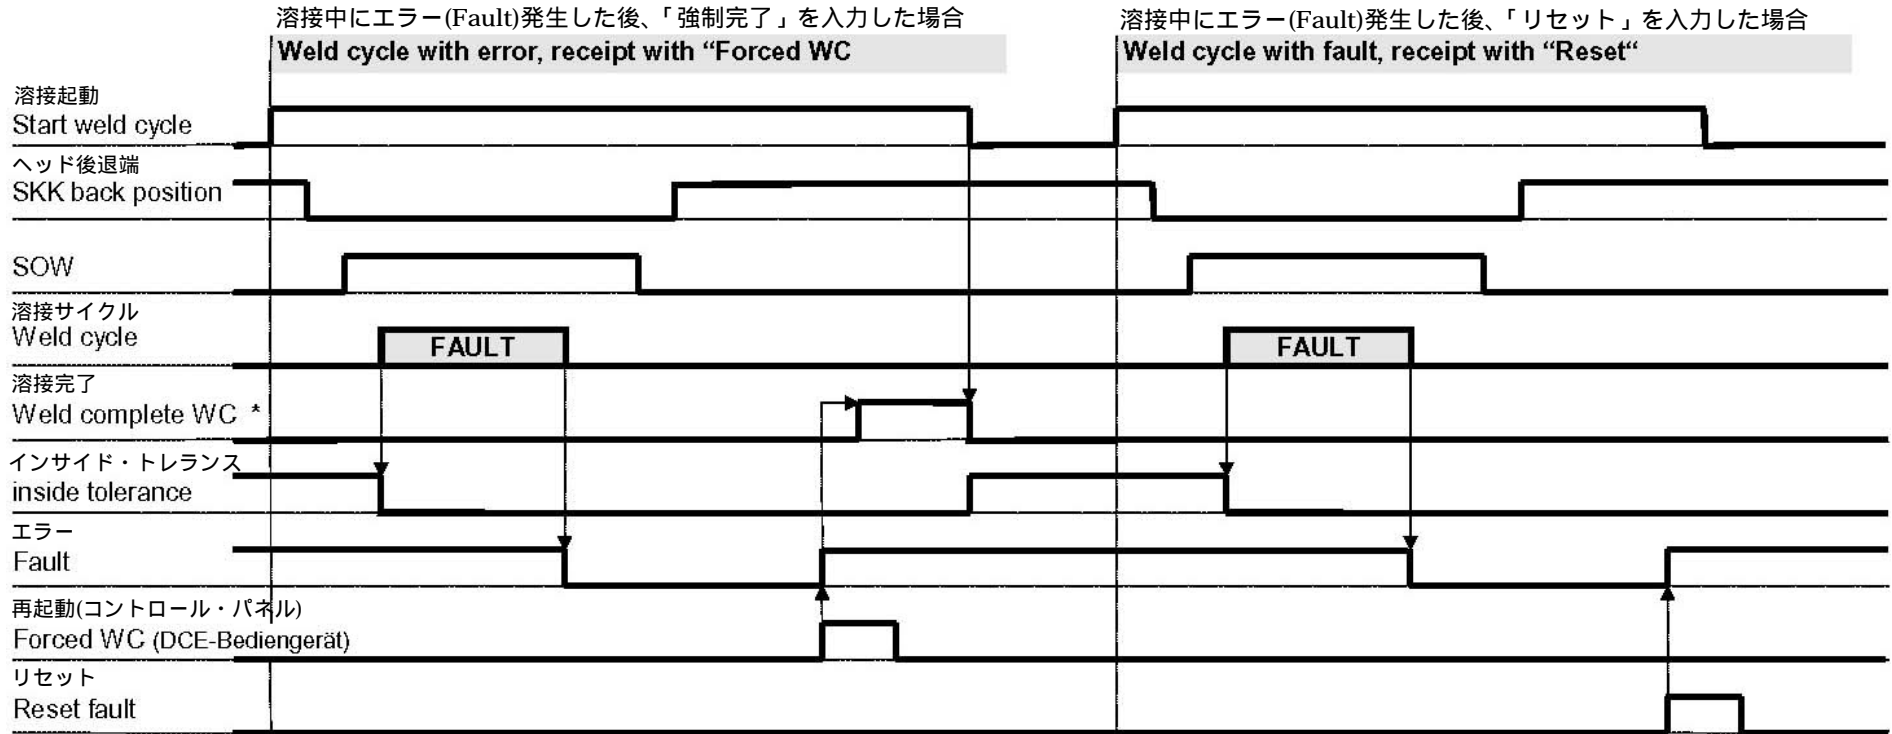 溶接中にエラー(Fault)発生した後、「強制完了」を入力した場合
溶接中にエラー(Fault)発生した後、「リセット」を入力した場合
Weld cycle with error, receipt with “Forced WC
Weld cycle with fault, receipt with “Reset“
溶接起動
Start weld cycle
ヘッド後退端
SKK back position
SOW
溶接サイクル
Weld cycle
FAULT
FAULT
溶接完了
Weld complete WC *
インサイド・トレランス
inside tolerance
エラー
Fault
再起動(コントロール・パネル)
Forced WC (DCE-Bediengerät)
リセット
Reset fault